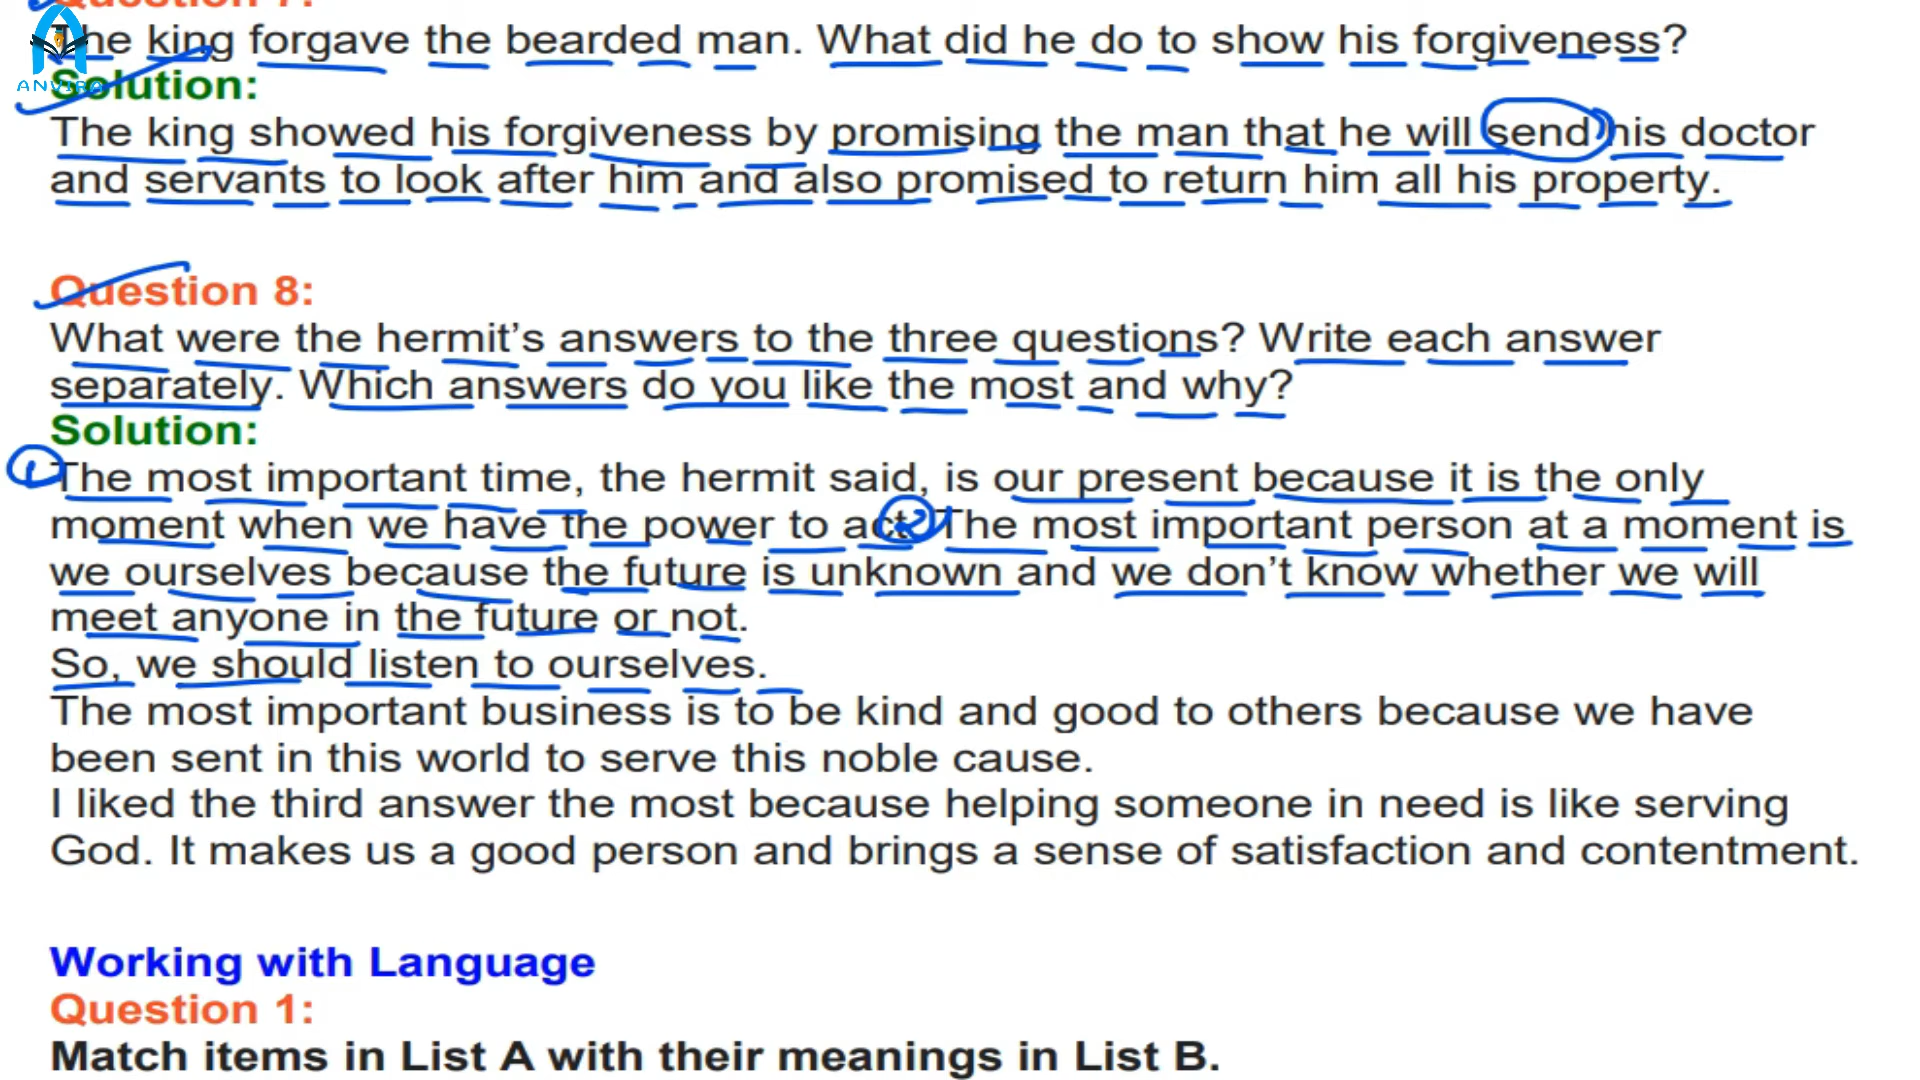 Question 7:
The king forgave the bearded man. What did he do to show his forgiveness?
ANVIRA
Solution:
The king showed his forgiveness by promising the man that he will send his doctor
and servants to look after him and also promised to return him all his property.
Question 8:
What were the hermit’s answers to the three questions? Write each answer
separately. Which answers do you like the most and why?
Solution:
1 The most important time, the hermit said, is our present because it is the only
moment when we have the power to act. 2 The most important person at a moment is
we ourselves because the future is unknown and we don’t know whether we will
meet anyone in the future or not.
So, we should listen to ourselves.
The most important business is to be kind and good to others because we have
been sent in this world to serve this noble cause.
I liked the third answer the most because helping someone in need is like serving
God. It makes us a good person and brings a sense of satisfaction and contentment.
Working with Language
Question 1:
Match items in List A with their meanings in List B.